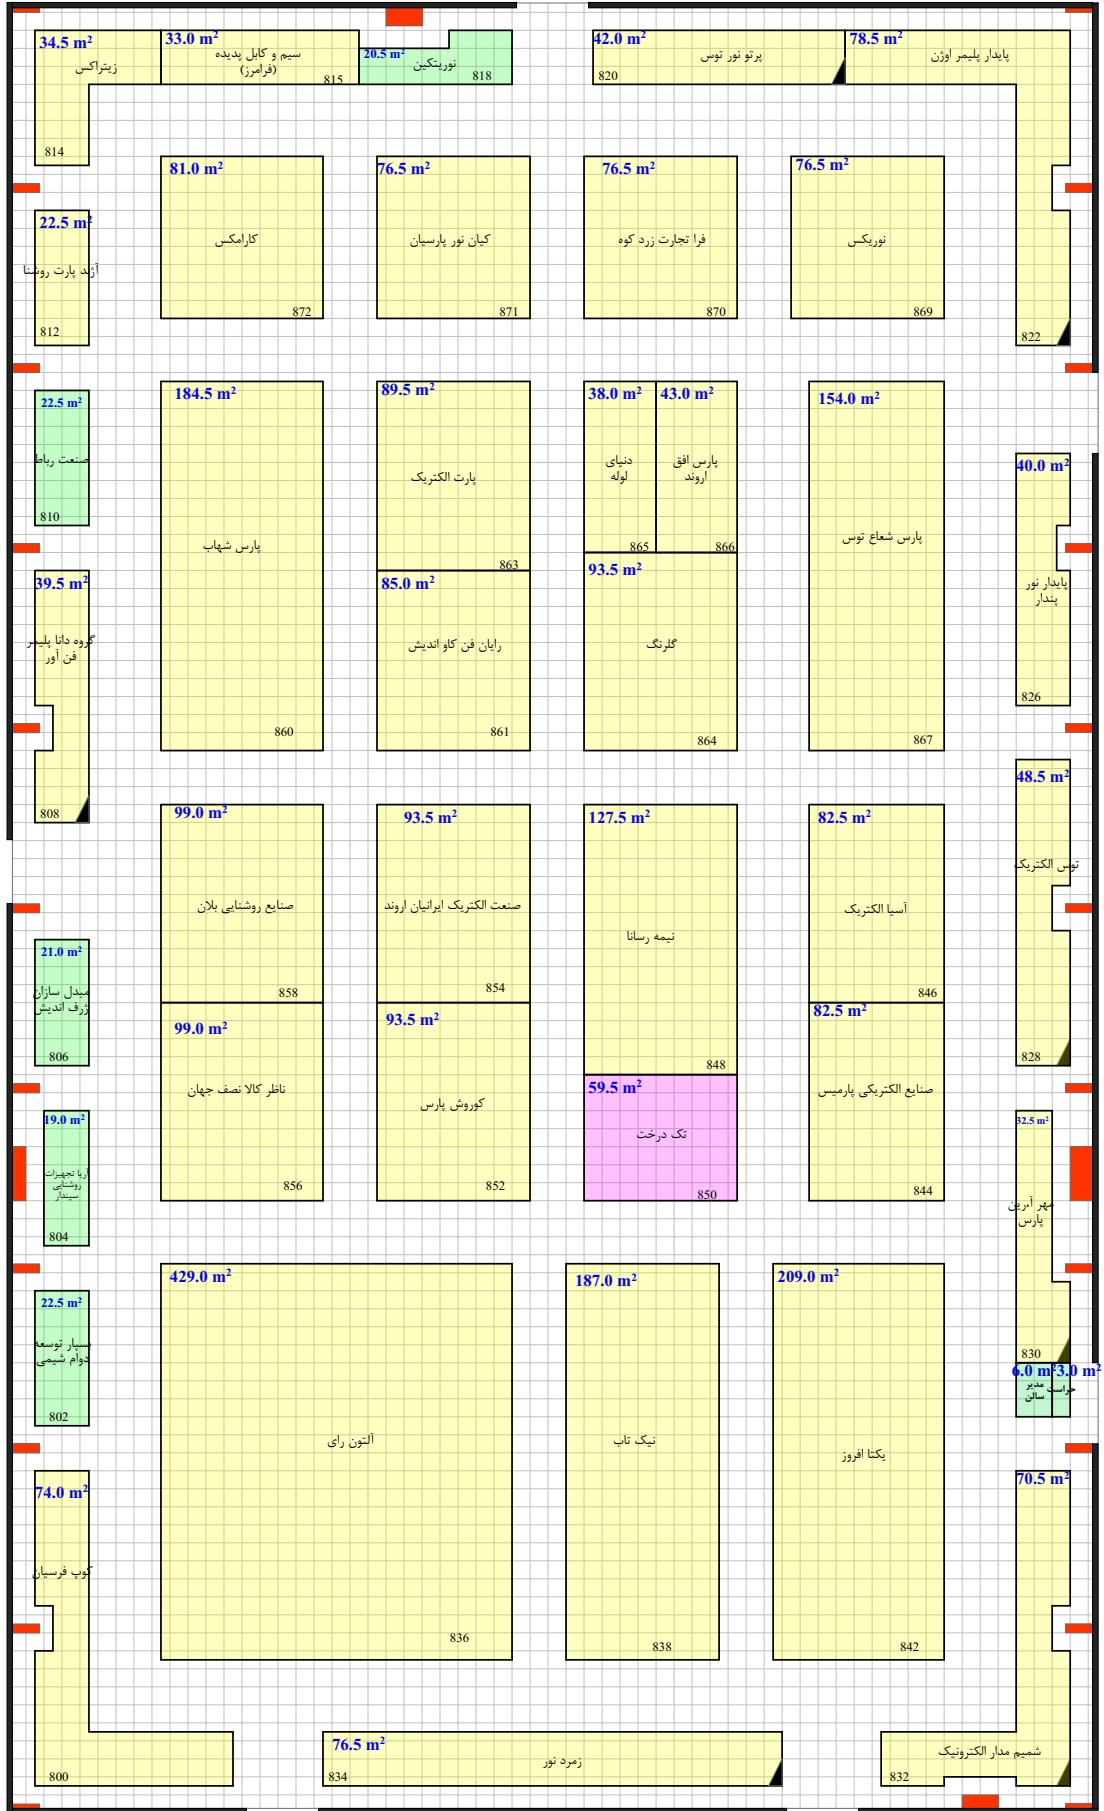 34.5 m²
زیتراکس
814
33.0 m²
سیم و کابل پدیده
(فرامرز)
815
20.5 m²
نوریتکین
818
42.0 m²
پرتو نور توس
820
78.5 m²
پایدار پلیمر اوژن
822
22.5 m²
آژند پارت روشنا
812
81.0 m²
کارامکس
872
76.5 m²
کیان نور پارسیان
871
76.5 m²
فرا تجارت زرد کوه
870
76.5 m²
نوریکس
869
22.5 m²
صنعت رباط
810
184.5 m²
پارس شهاب
860
89.5 m²
پارت الکتریک
863
38.0 m²
دنیای
لوله
865
43.0 m²
پارس افق
اروند
866
154.0 m²
پارس شعاع توس
867
40.0 m²
پایدار نور
پندار
826
39.5 m²
گروه دانا پلیمر
فن آور
808
85.0 m²
رایان فن کاو اندیش
861
93.5 m²
گلرنگ
864
48.5 m²
توس الکتریک
828
99.0 m²
صنایع روشنایی بلان
858
93.5 m²
صنعت الکتریک ایرانیان اروند
854
127.5 m²
نیمه رسانا
848
82.5 m²
آسیا الکتریک
846
21.0 m²
مبدل سازان
ژرف اندیش
806
99.0 m²
ناظر کالا نصف جهان
856
93.5 m²
کوروش پارس
852
59.5 m²
تک درخت
850
82.5 m²
صنایع الکتریکی پارمیس
844
19.0 m²
آریا تجهیزات
روشنایی
سپندار
804
32.5 m²
مهر آ،رین
پارس
830
22.5 m²
بسپار توسعه
دوام شیمی
802
429.0 m²
آلتون رای
836
187.0 m²
نیک تاب
838
209.0 m²
یکتا افروز
842
6.0 m²
مدیر
سالن
3.0 m²
حراست
74.0 m²
کوپ فرسیان
800
76.5 m²
زمرد نور
834
70.5 m²
شمیم مدار الکترونیک
832